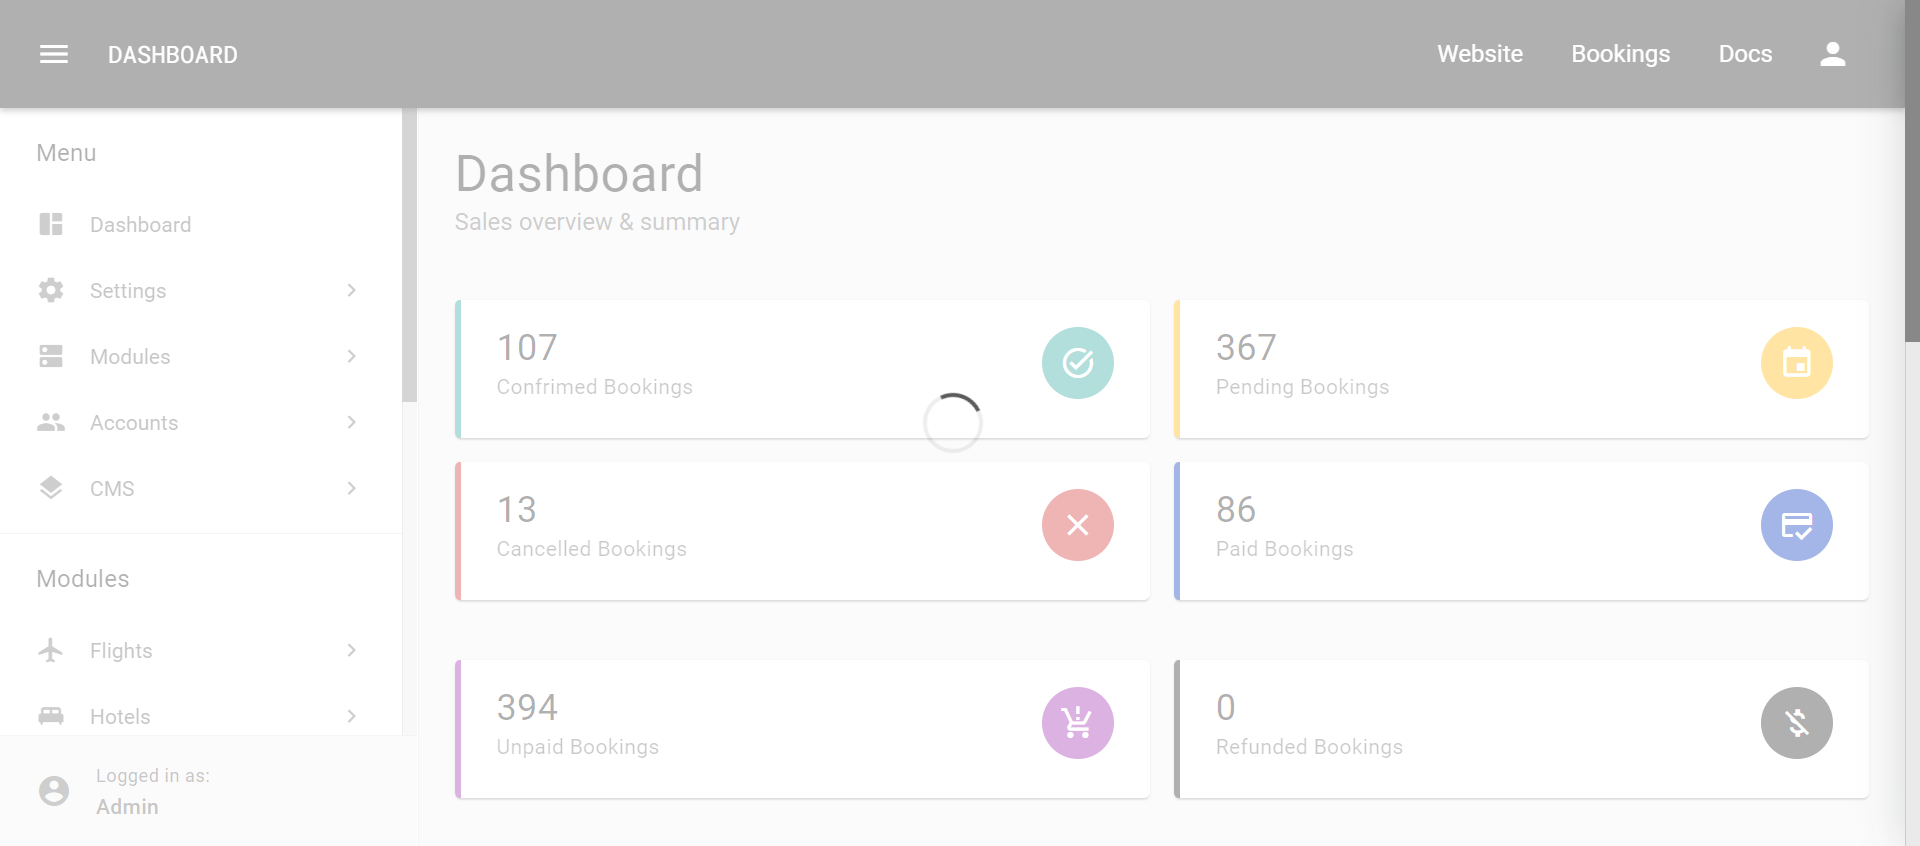 DASHBOARD
Website
Bookings
Docs
Menu
Dashboard
Settings
Modules
Accounts
CMS
Modules
Flights
Hotels
Logged in as:
Admin
Dashboard
Sales overview & summary
107
Confrimed Bookings
367
Pending Bookings
13
Cancelled Bookings
86
Paid Bookings
394
Unpaid Bookings
0
Refunded Bookings